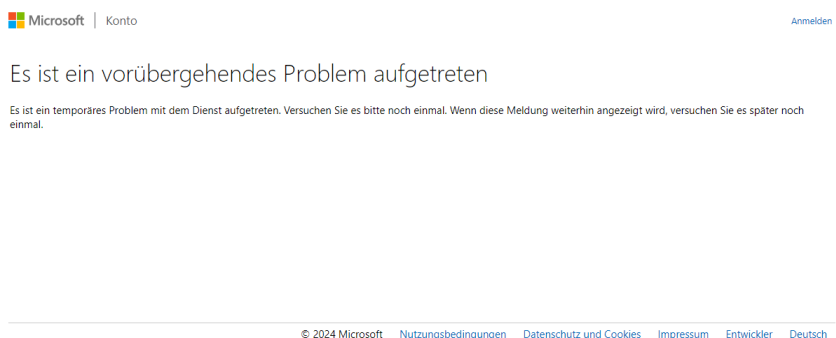 Microsoft | Konto
Anmelden
Es ist ein vorübergehendes Problem aufgetreten
Es ist ein temporäres Problem mit dem Dienst aufgetreten. Versuchen Sie es bitte noch einmal. Wenn diese Meldung weiterhin angezeigt wird, versuchen Sie es später noch
einmal.
© 2024 Microsoft Nutzungsbedingungen Datenschutz und Cookies Impressum Entwickler Deutsch